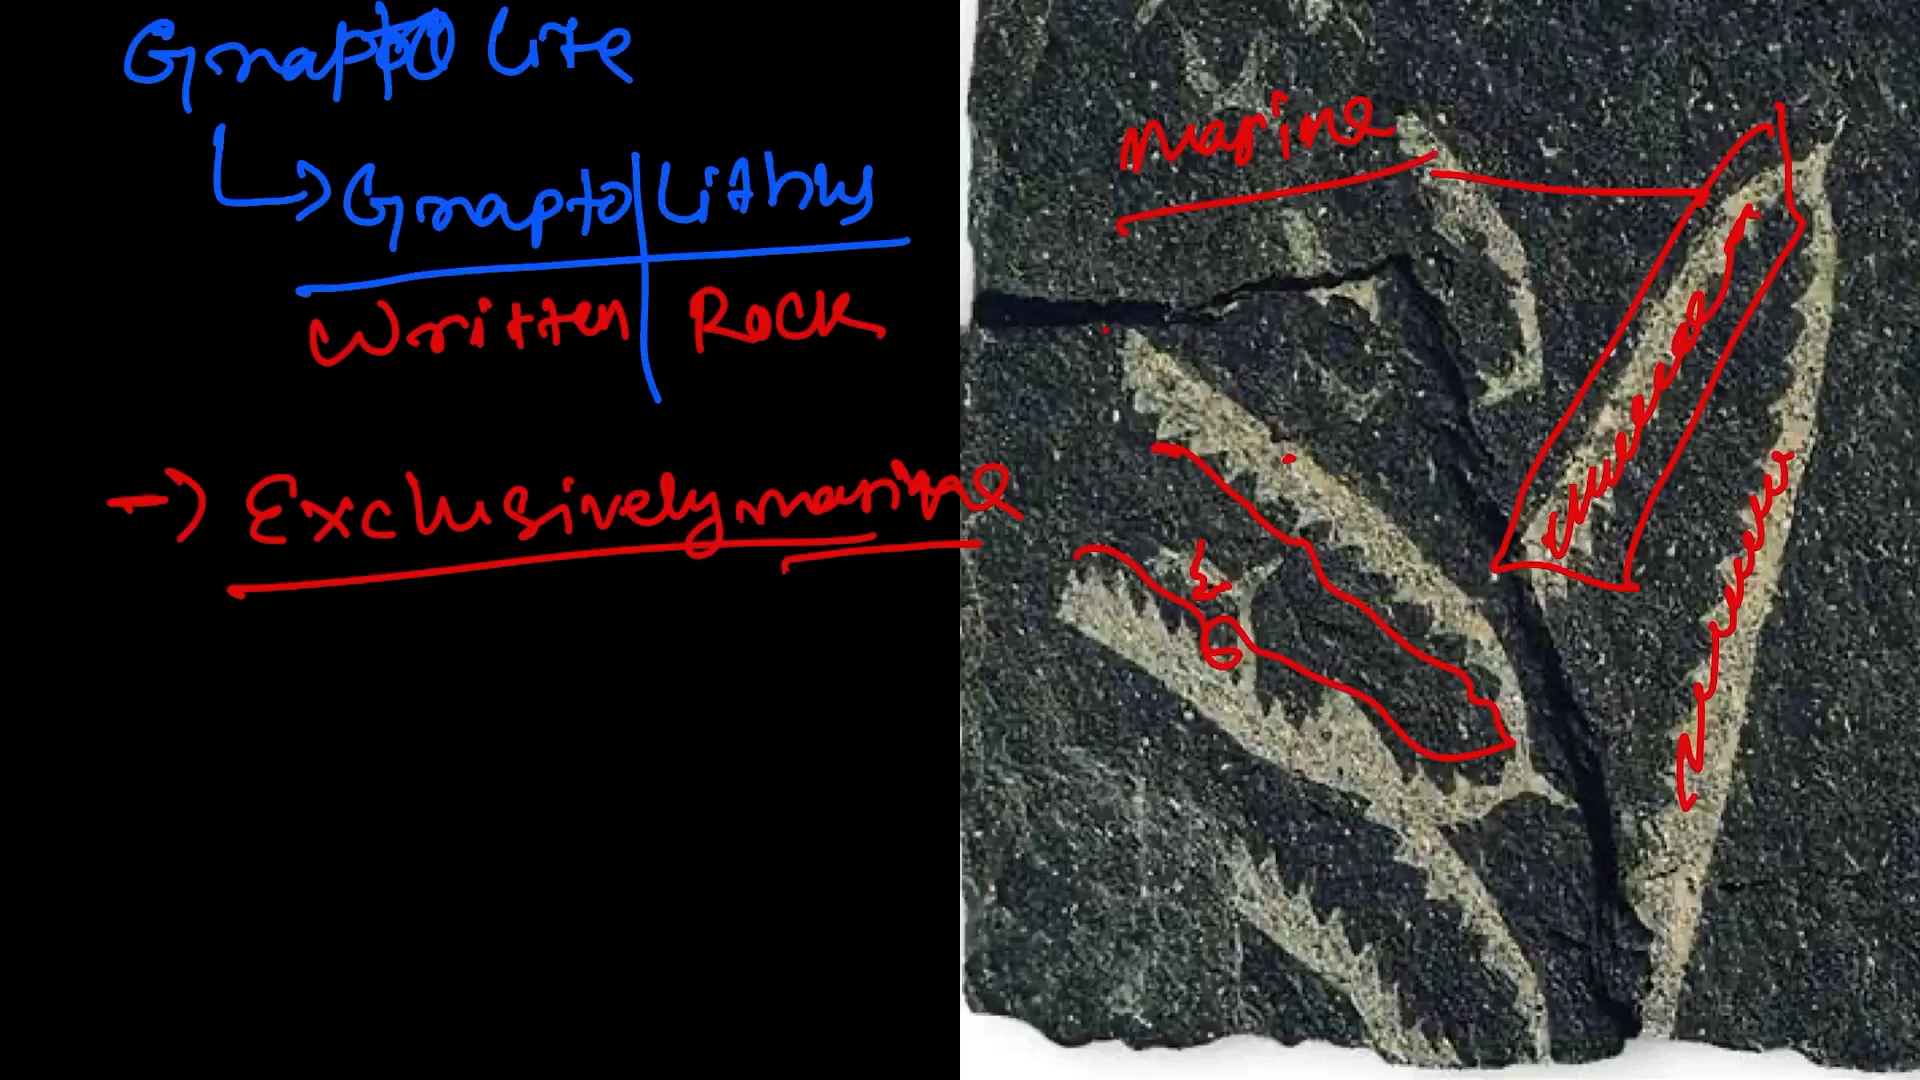 Graptolite
Grapto Lithus
Written Rock
→ Exclusively marine
marine